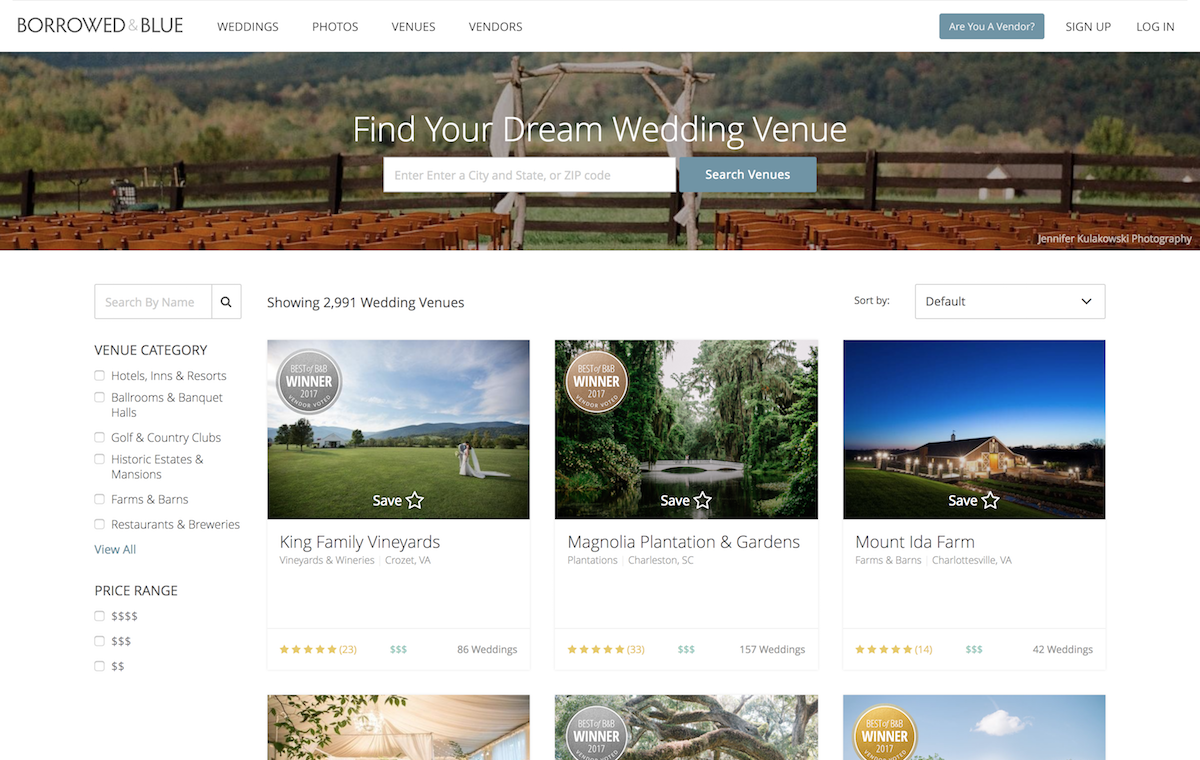 BORROWED & BLUE
WEDDINGS
PHOTOS
VENUES
VENDORS
Are You A Vendor?
SIGN UP
LOG IN
Find Your Dream Wedding Venue
Enter Enter a City and State, or ZIP code
Search Venues
Jennifer Kulakowski Photography
Search By Name
Showing 2,991 Wedding Venues
Sort by:
Default
VENUE CATEGORY
Hotels, Inns & Resorts
Ballrooms & Banquet
Halls
Golf & Country Clubs
Historic Estates &
Mansions
Farms & Barns
Restaurants & Breweries
View All
PRICE RANGE
$$$$
$$$
$$
BEST of B&B
WINNER
2017
VENDOR VOTED
Save
King Family Vineyards
Vineyards & Wineries | Crozet, VA
(23)
$$$
86 Weddings
BEST of B&B
WINNER
2017
VENDOR VOTED
Save
Magnolia Plantation & Gardens
Plantations | Charleston, SC
(33)
$$$
157 Weddings
Save
Mount Ida Farm
Farms & Barns | Charlottesville, VA
(14)
$$$
42 Weddings
BEST of B&B
WINNER
2017
BEST of B&B
WINNER
2017